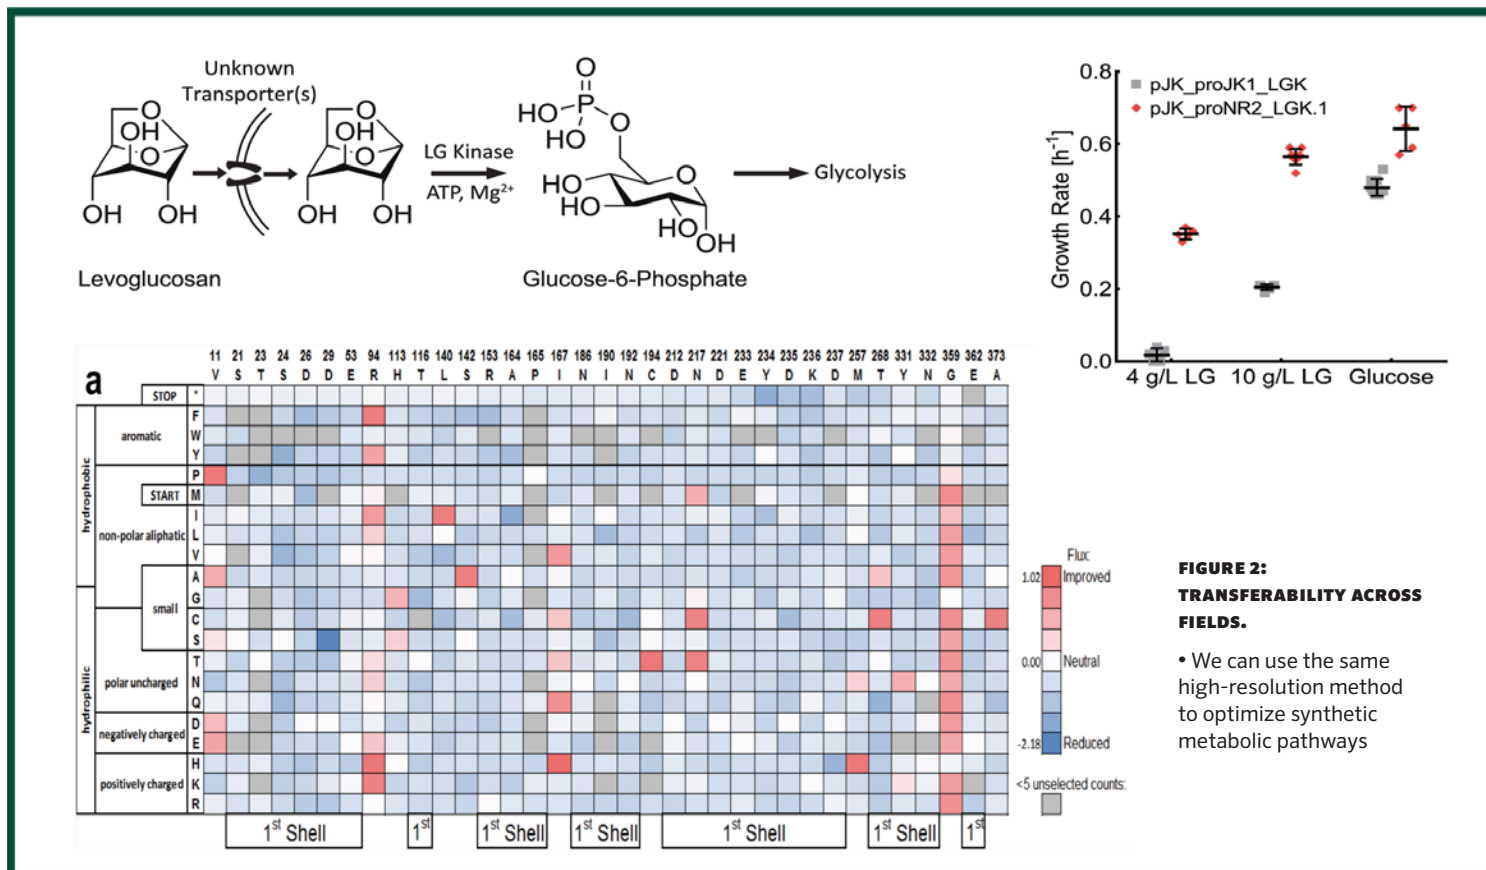 Unknown
Transporter(s)
O
OH
O
OH
OH
O
OH
O
OH
OH
LG Kinase
ATP, Mg²⁺
O
HO
P
HO
O
HO
HO
O
HO
OH
Glycolysis
Levoglucosan
Glucose-6-Phosphate
pJK_proJK1_LGK
pJK_proNR2_LGK.1
Growth Rate [h⁻¹]
0.8
0.6
0.4
0.2
0.0
4 g/L LG 10 g/L LG Glucose
a
11 21 23 24 26 29 53 94 113 116 140 142 153 164 165 167 186 190 192 194 212 217 221 233 234 235 236 237 257 268 331 332 359 362 373
V S T S D D E R H T L S R A P I N I N C D N D E Y D K D M T Y N G E A
STOP *
hydrophobic
aromatic
F
W
Y
P
START M
non-polar aliphatic
I
L
V
small
A
G
C
S
hydrophilic
polar uncharged
T
N
Q
negatively charged
D
E
positively charged
H
K
R
1st Shell
1st
1st Shell
1st Shell
1st Shell
1st Shell
1st
Flux:
1.02 Improved
0.00 Neutral
-2.18 Reduced
<5 unselected counts:
FIGURE 2:
TRANSFERABILITY ACROSS
FIELDS.
• We can use the same
high-resolution method
to optimize synthetic
metabolic pathways